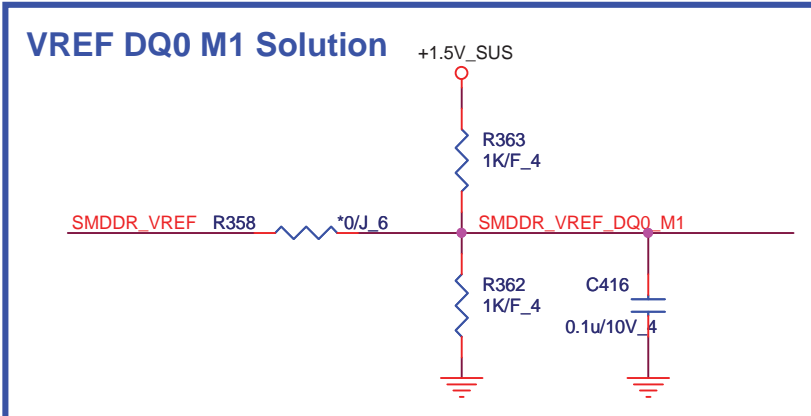 VREF DQ0 M1 Solution
+1.5V_SUS
R363
1K/F_4
SMDDR_VREF R358 *0/J_6 SMDDR_VREF_DQ0_M1
R362
1K/F_4
C416
0.1u/10V_4